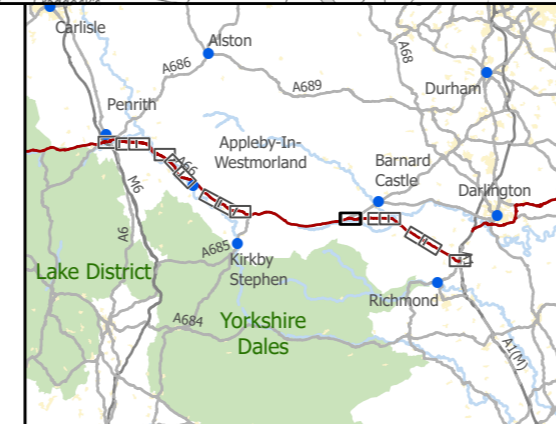 Carlisle
Alston
A686
A68
A689
Durham
Penrith
Appleby-In-
Westmorland
A66
Barnard
Castle
Darlington
M6
A6
A685
Kirkby
Stephen
Lake District
Richmond
A684
Yorkshire
Dales
A1(M)